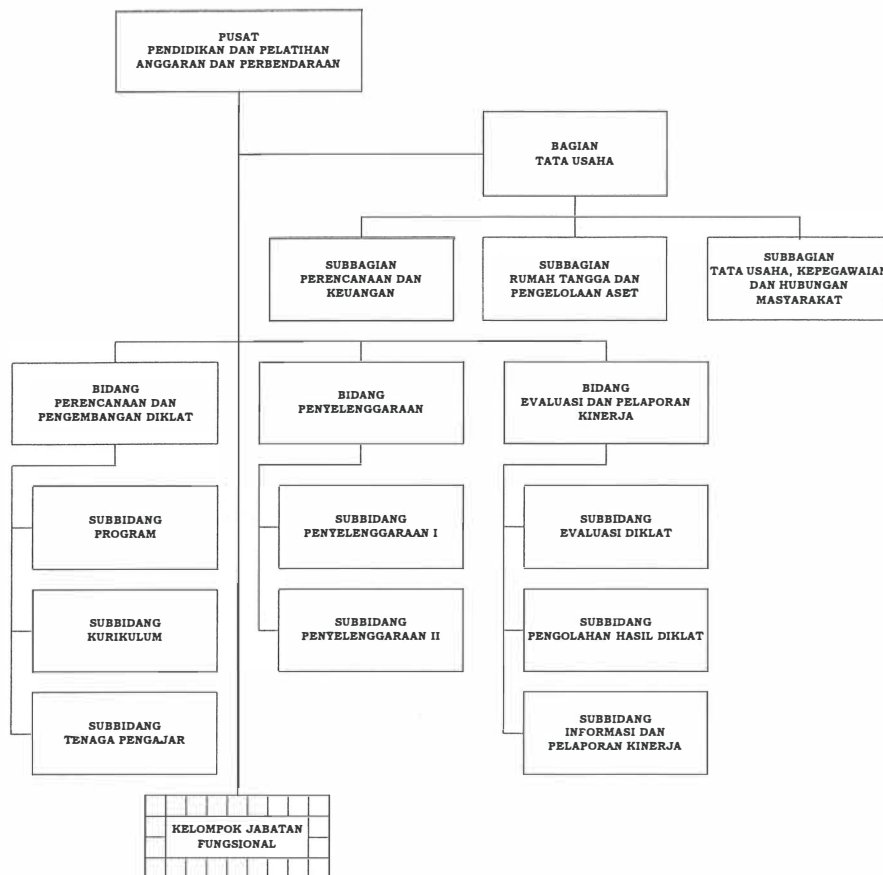 PUSAT
PENDIDIKAN DAN PELATIHAN
ANGGARAN DAN PERBENDARAAN
BAGIAN
TATA USAHA
SUBBAGIAN
PERENCANAAN DAN
KEUANGAN
SUBBAGIAN
RUMAH TANGGA DAN
PENGELOLAAN ASET
SUBBAGIAN
TATA USAHA, KEPEGAWAIAN
DAN HUBUNGAN
MASYARAKAT
BIDANG
PERENCANAAN DAN
PENGEMBANGAN DIKLAT
BIDANG
PENYELENGGARAAN
BIDANG
EVALUASI DAN PELAPORAN
KINERJA
SUBBIDANG
PROGRAM
SUBBIDANG
PENYELENGGARAAN I
SUBBIDANG
EVALUASI DIKLAT
SUBBIDANG
KURIKULUM
SUBBIDANG
PENYELENGGARAAN II
SUBBIDANG
PENGOLAHAN HASIL DIKLAT
SUBBIDANG
TENAGA PENGAJAR
SUBBIDANG
INFORMASI DAN
PELAPORAN KINERJA
KELOMPOK JABATAN
FUNGSIONAL